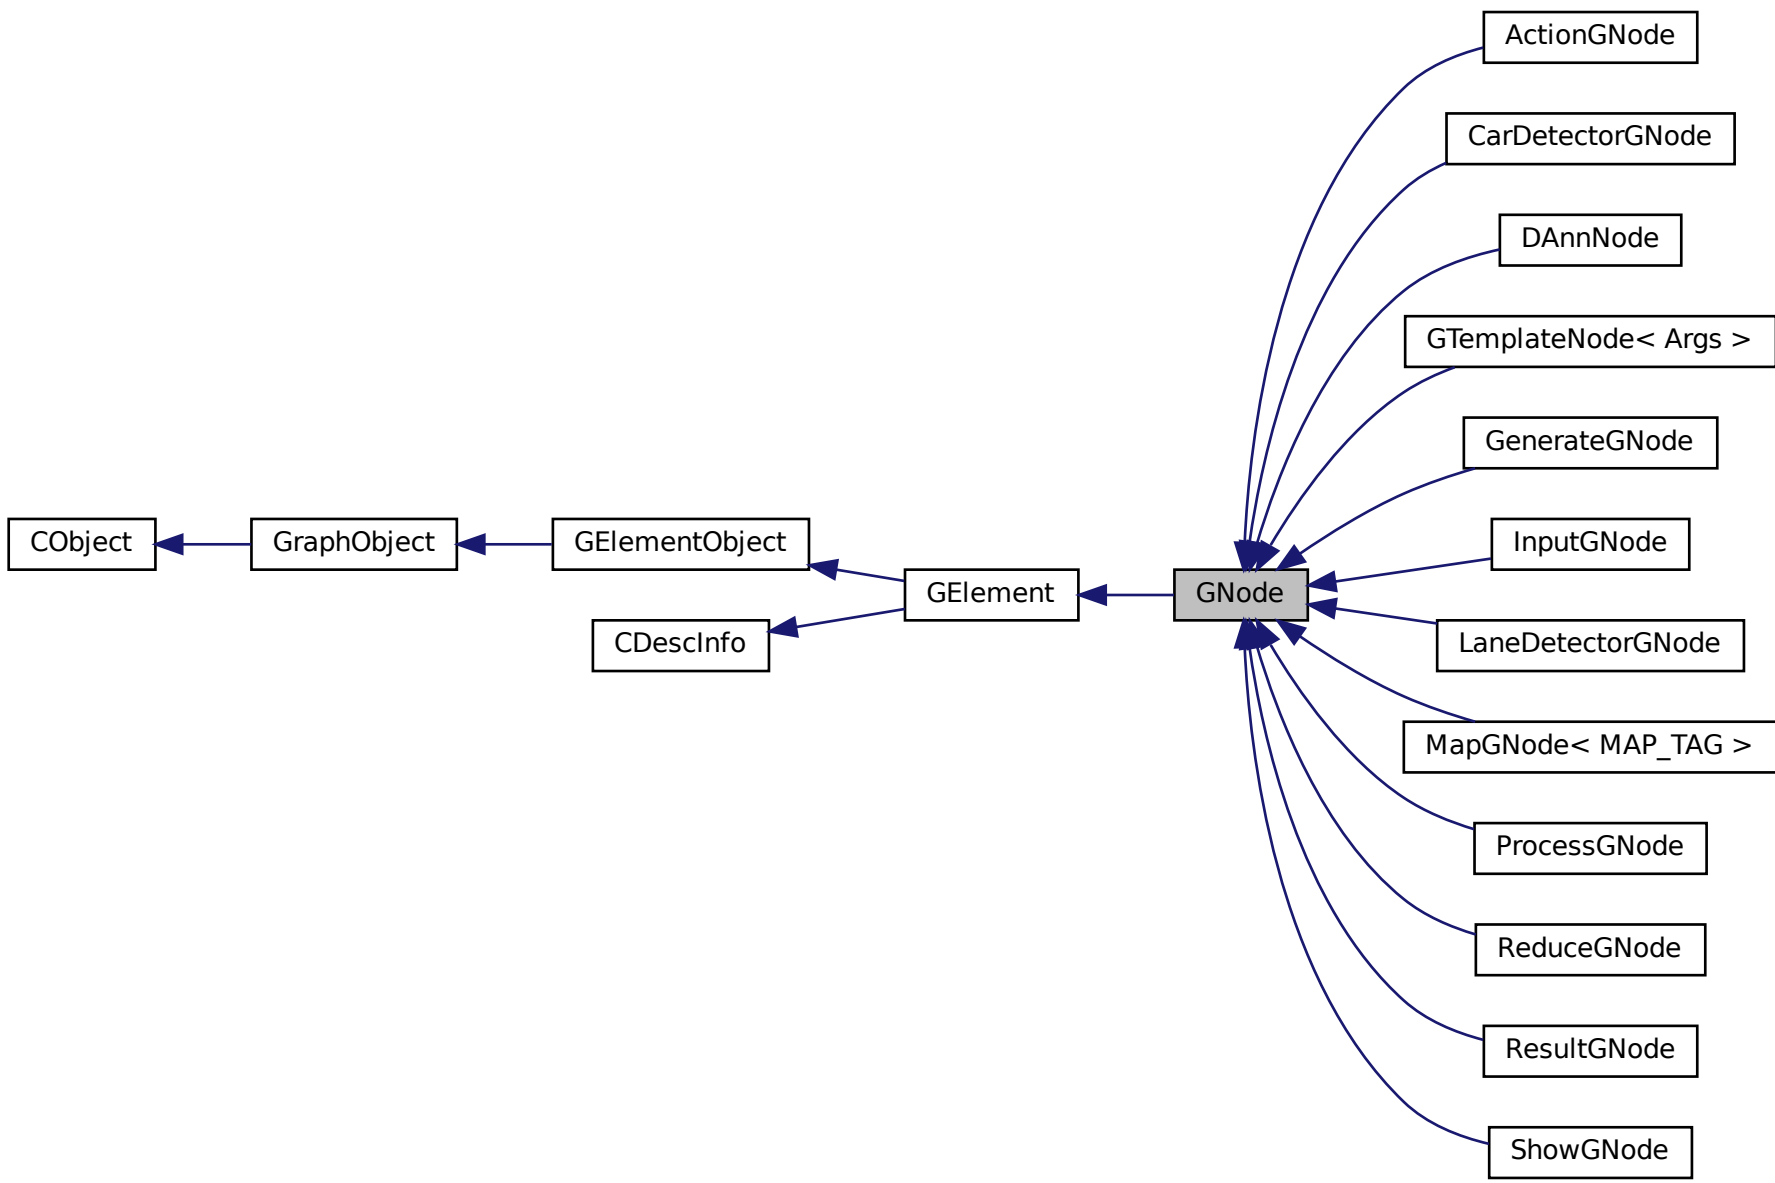 ActionGNode
CarDetectorGNode
DAnnNode
GTemplateNode< Args >
GenerateGNode
InputGNode
CObject
GraphObject
GElementObject
GElement
GNode
CDescInfo
LaneDetectorGNode
MapGNode< MAP_TAG >
ProcessGNode
ReduceGNode
ResultGNode
ShowGNode